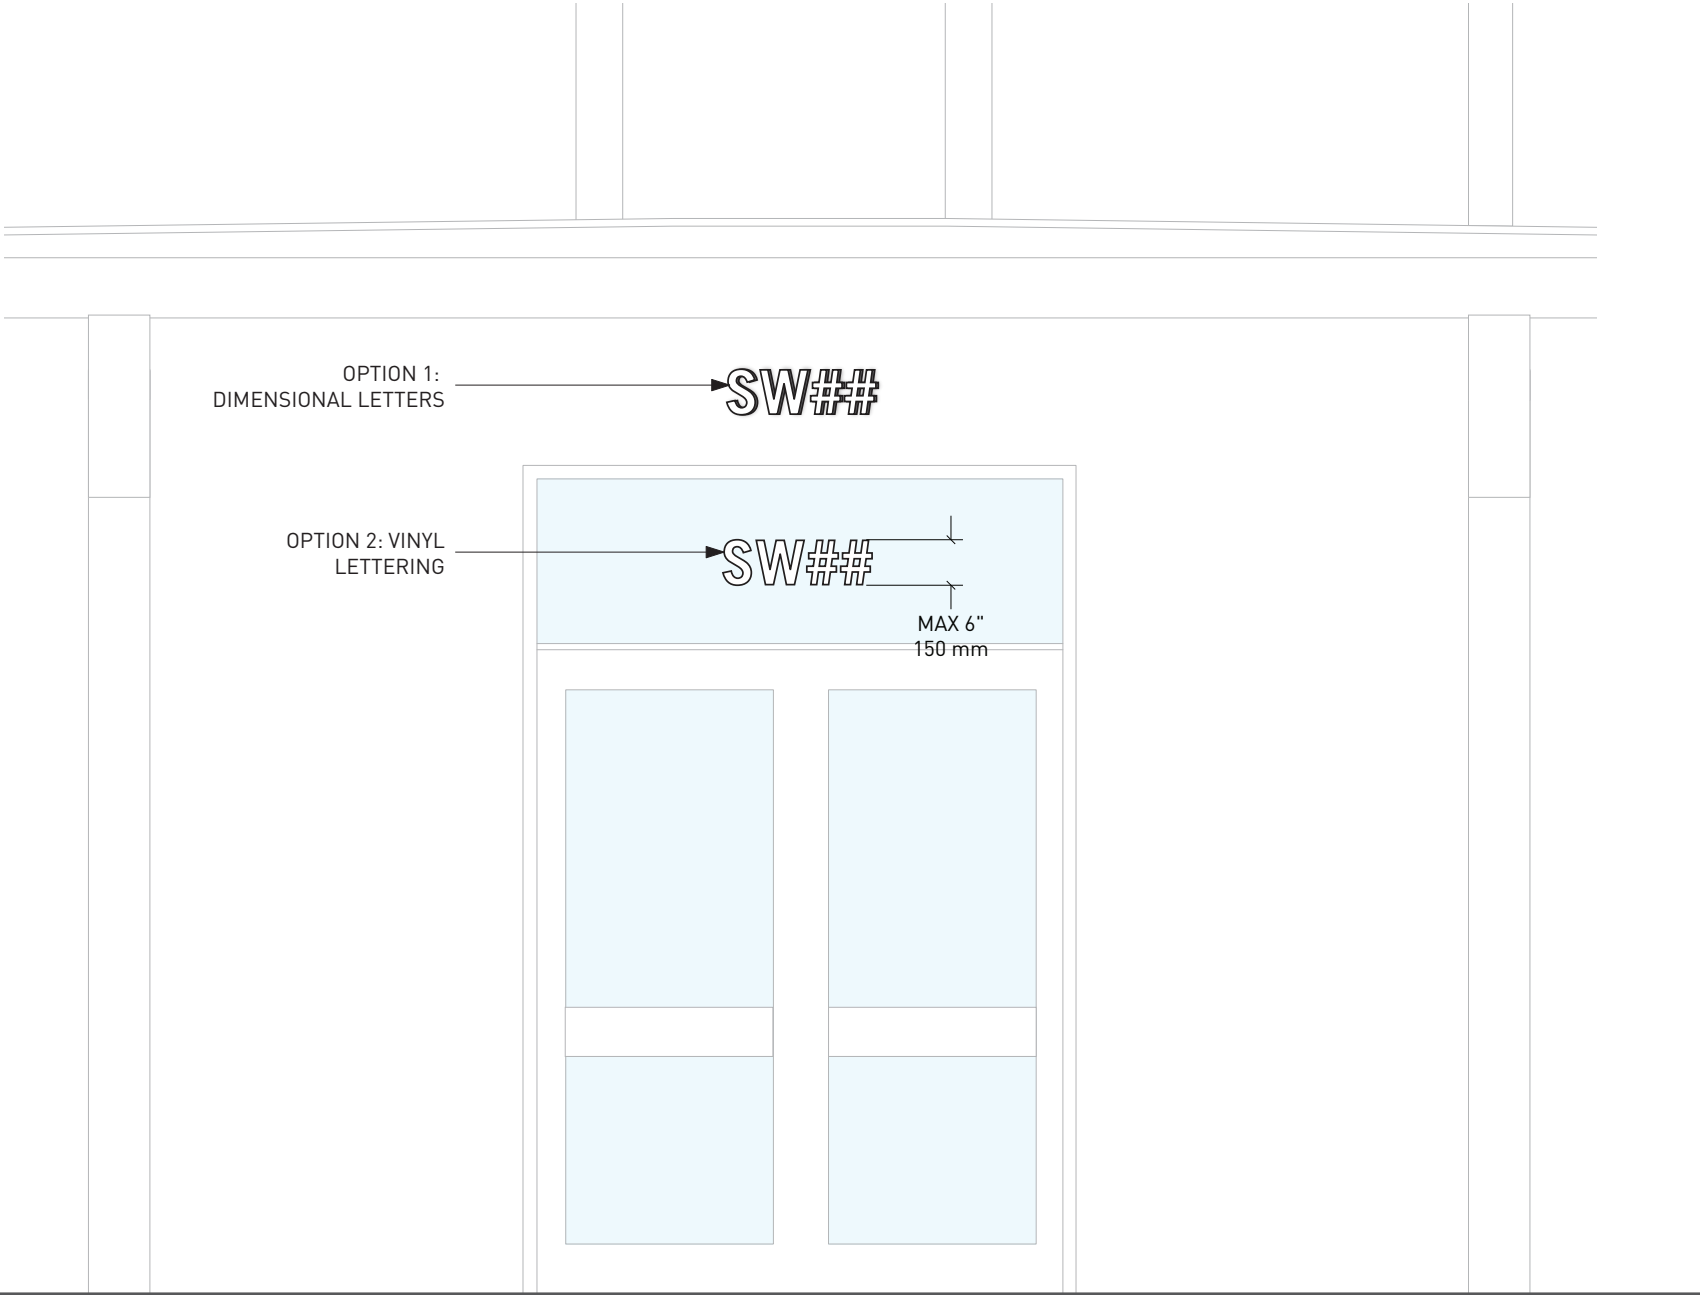 OPTION 1:
DIMENSIONAL LETTERS
SW##
OPTION 2: VINYL
LETTERING
SW##
MAX 6"
150 mm